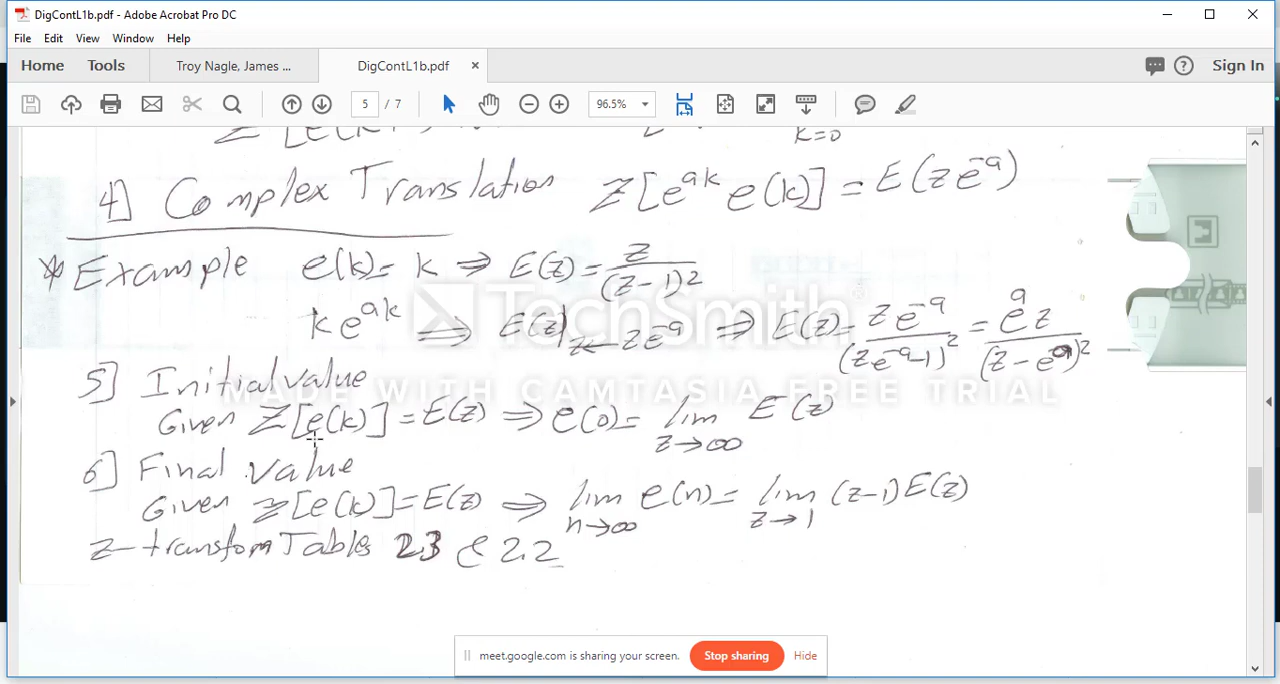 DigContL1b.pdf - Adobe Acrobat Pro DC
File Edit View Window Help
Home Tools Troy Nagle, James ... DigContL1b.pdf × Sign In
5 / 7 96.5%
k=0
4] Complex Translation Z[e^{ak} e(k)] = E(z e^{-a})
* Example e(k) = k ⇒ E(z) = z/(z-1)^2
k e^{ak} ⇒ E(z)|_{z←z e^{-a}} ⇒ E(z) = z e^{-a}/(z e^{-a}-1)^2 = e^a z/(z-e^a)^2
TechSmith®
MADE WITH CAMTASIA FREE TRIAL
5] Initial value
Given Z[e(k)] = E(z) ⇒ e(0) = lim_{z→∞} E(z)
6] Final value
Given Z[e(k)] = E(z) ⇒ lim_{n→∞} e(n) = lim_{z→1} (z-1)E(z)
z-transform Tables 2.3 & 2.2
meet.google.com is sharing your screen. Stop sharing Hide